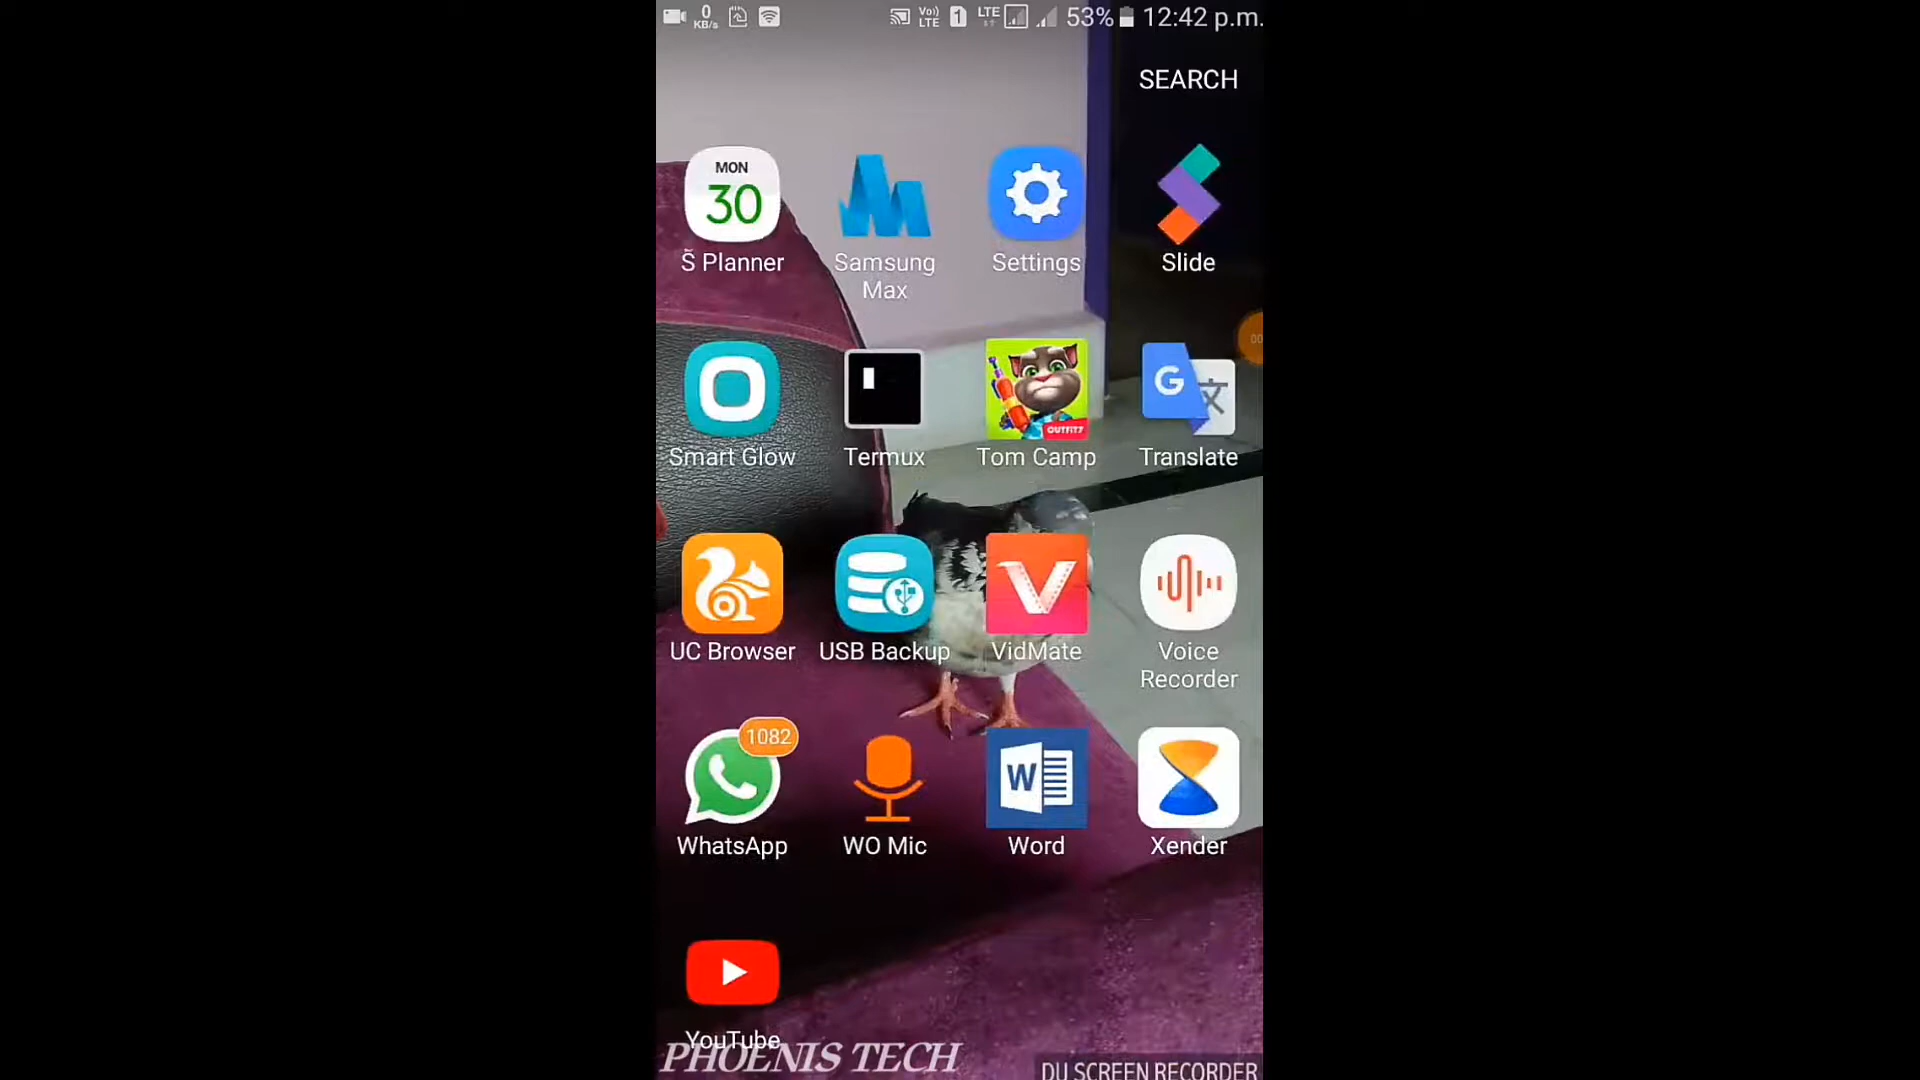 0 KB/s Vo) LTE 1 LTE 53% 12:42 p.m.
SEARCH
MON
30
S̃ Planner
Samsung
Max
Settings
Slide
00
Smart Glow
Termux
OUTFIT7
Tom Camp
G 文
Translate
UC Browser
USB Backup
VidMate
Voice
Recorder
1082
WhatsApp
WO Mic
W
Word
Xender
YouTube
PHOENIS TECH
DU SCREEN RECORDER